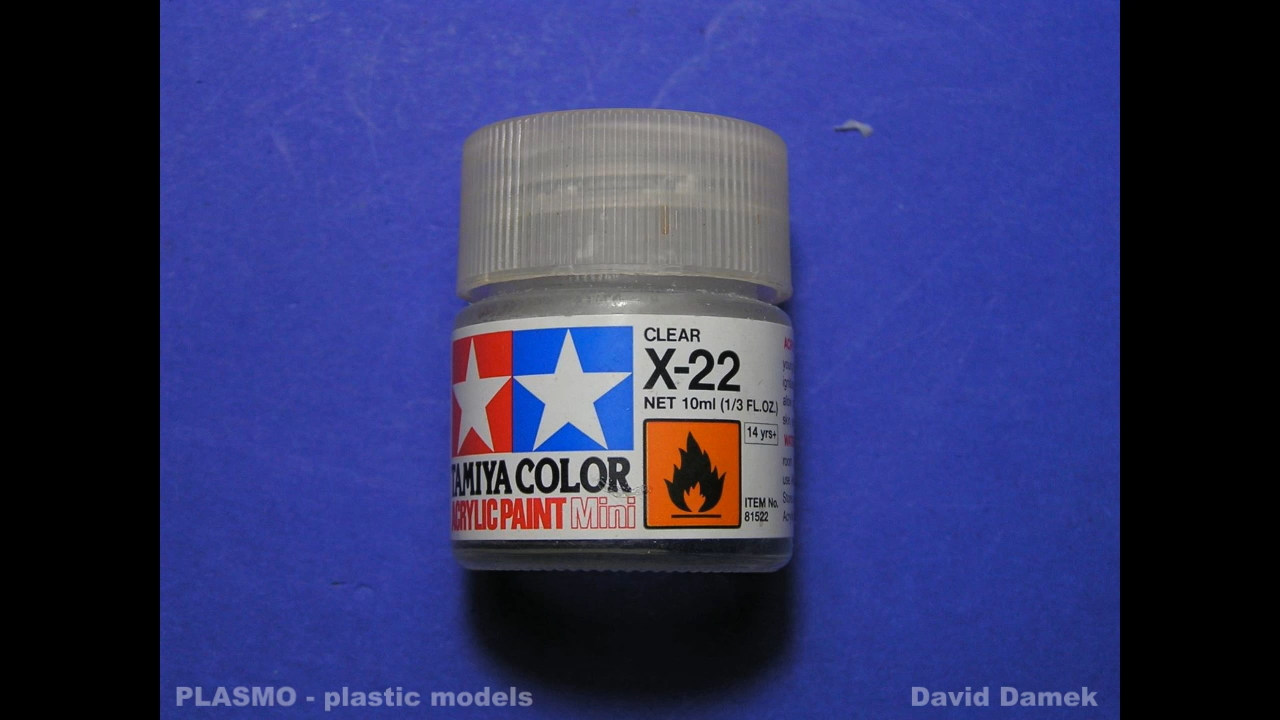 CLEAR
X-22
NET 10ml (1/3 FL.OZ.)
14 yrs+
TAMIYA COLOR
ACRYLIC PAINT Mini
ITEM No.
81522
PLASMO - plastic models
David Damek